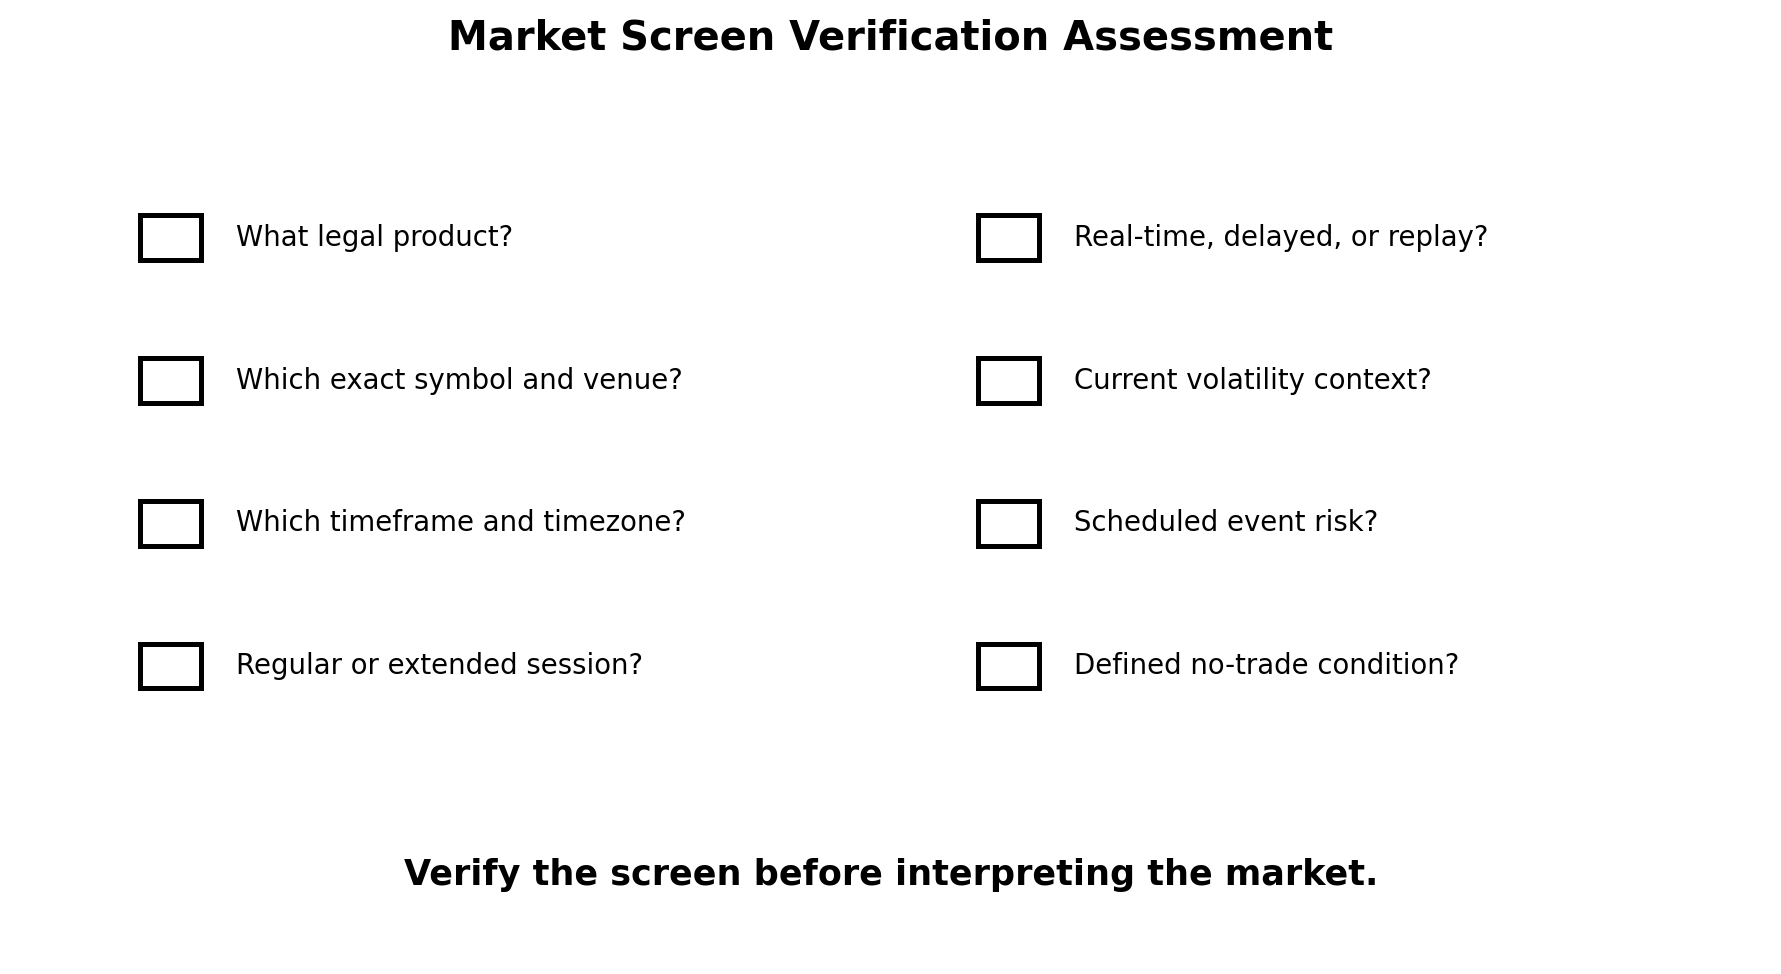 Market Screen Verification Assessment
What legal product?
Which exact symbol and venue?
Which timeframe and timezone?
Regular or extended session?
Real-time, delayed, or replay?
Current volatility context?
Scheduled event risk?
Defined no-trade condition?
Verify the screen before interpreting the market.